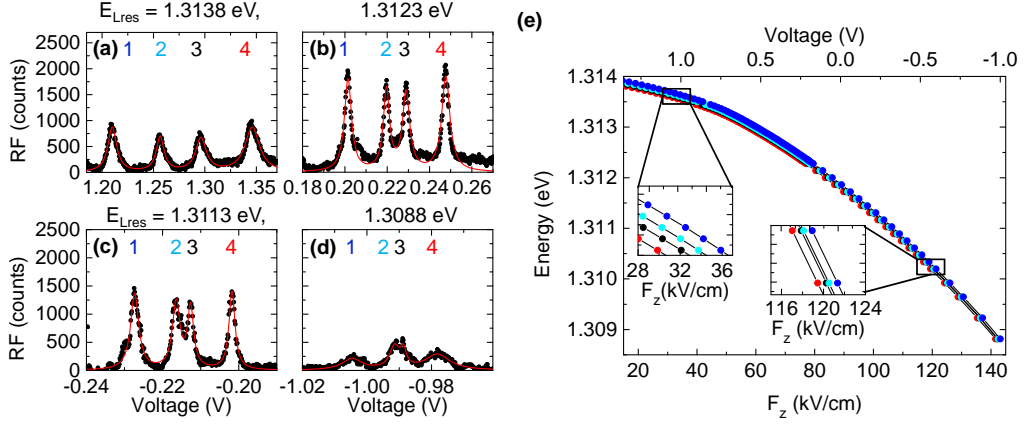 E_Lres = 1.3138 eV, 1.3123 eV
(a) 1 2 3 4
(b) 1 2 3 4
RF (counts)
2500
2000
1500
1000
500
0
1.20 1.25 1.30 1.35
0.18 0.20 0.22 0.24 0.26
E_Lres = 1.3113 eV, 1.3088 eV
(c) 1 2 3 4
(d) 1 2 3 4
RF (counts)
2500
2000
1500
1000
500
0
-0.24 -0.22 -0.20
-1.02 -1.00 -0.98
Voltage (V) Voltage (V)
(e)
Voltage (V)
1.0 0.5 0.0 -0.5 -1.0
Energy (eV)
1.314
1.313
1.312
1.311
1.310
1.309
28 32 36
F_z (kV/cm)
116 120 124
F_z (kV/cm)
20 40 60 80 100 120 140
F_z (kV/cm)